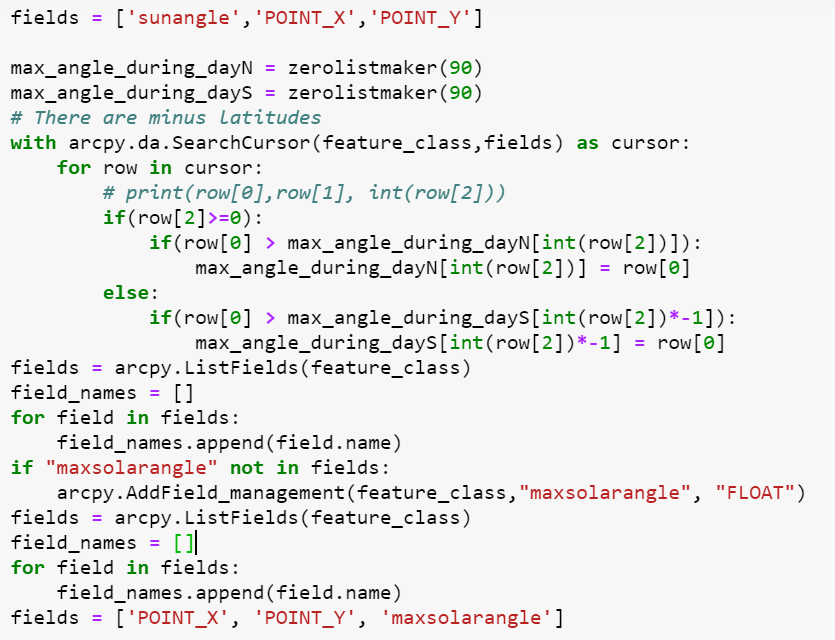 fields = ['sunangle','POINT_X','POINT_Y']

max_angle_during_dayN = zerolistmaker(90)
max_angle_during_dayS = zerolistmaker(90)
# There are minus latitudes
with arcpy.da.SearchCursor(feature_class,fields) as cursor:
    for row in cursor:
        # print(row[0],row[1], int(row[2]))
        if(row[2]>=0):
            if(row[0] > max_angle_during_dayN[int(row[2])]):
                max_angle_during_dayN[int(row[2])] = row[0]
        else:
            if(row[0] > max_angle_during_dayS[int(row[2])*-1]):
                max_angle_during_dayS[int(row[2])*-1] = row[0]
fields = arcpy.ListFields(feature_class)
field_names = []
for field in fields:
    field_names.append(field.name)
if "maxsolarangle" not in fields:
    arcpy.AddField_management(feature_class,"maxsolarangle", "FLOAT")
fields = arcpy.ListFields(feature_class)
field_names = []
for field in fields:
    field_names.append(field.name)
fields = ['POINT_X', 'POINT_Y', 'maxsolarangle']